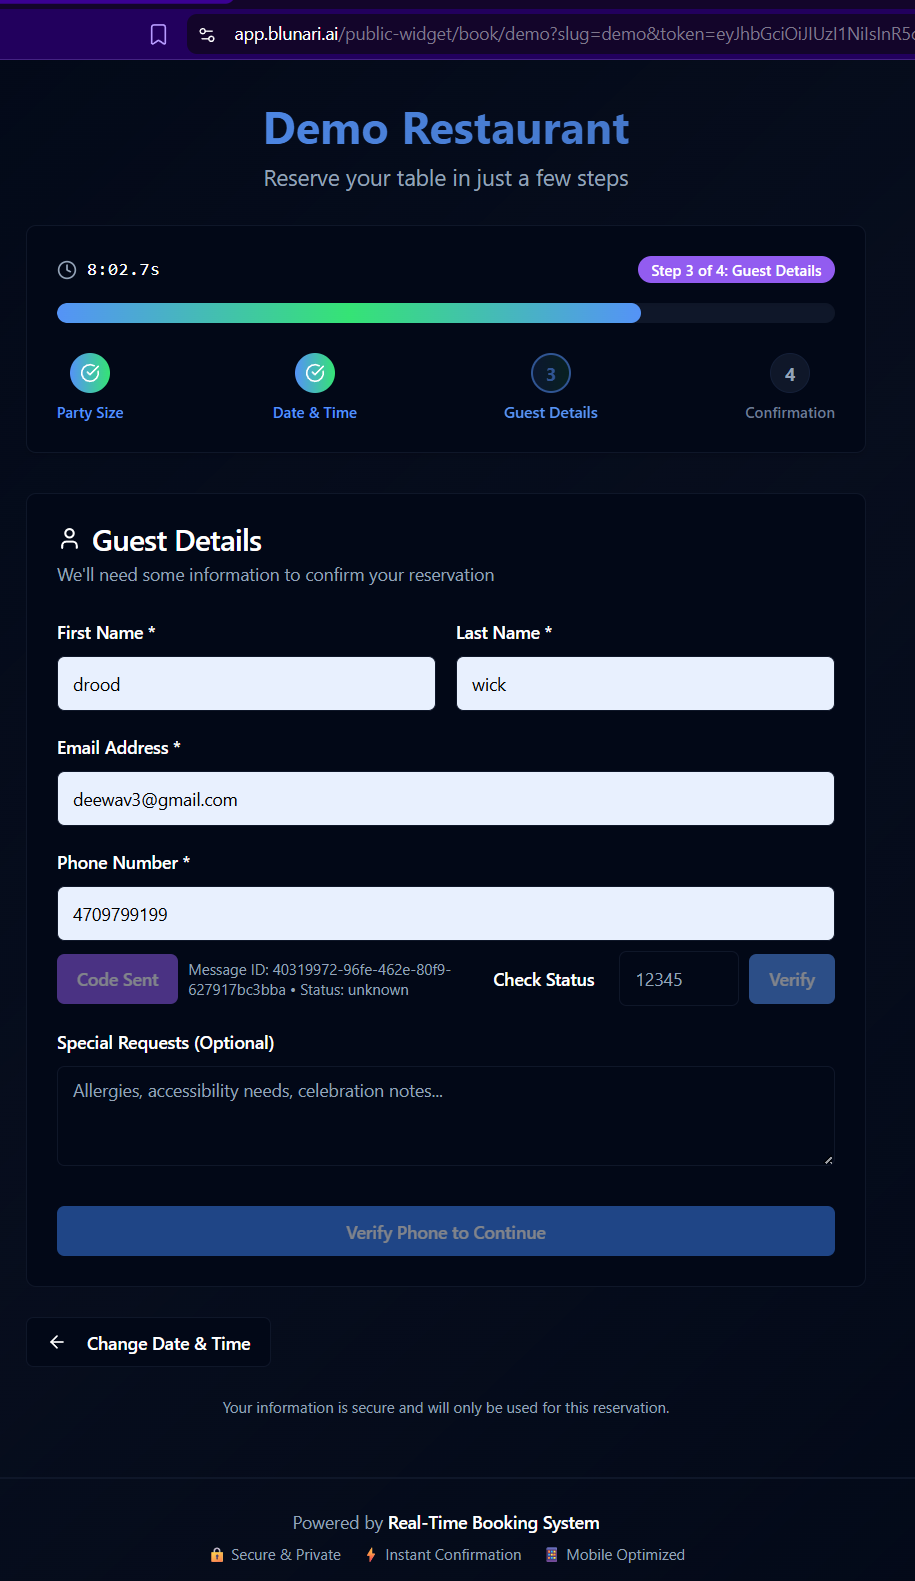 app.blunari.ai/public-widget/book/demo?slug=demo&token=
Demo Restaurant
Reserve your table in just a few steps
8:02.7s
Step 3 of 4: Guest Details
3
4
Party Size
Date & Time
Guest Details
Confirmation
Guest Details
We'll need some information to confirm your reservation
First Name *
Last Name *
drood
wick
Email Address *
deewav3@gmail.com
Phone Number *
4709799199
Code Sent
Message ID: 40319972-96fe-462e-80f9-
627917bc3bba • Status: unknown
Check Status
12345
Verify
Special Requests (Optional)
Allergies, accessibility needs, celebration notes...
Verify Phone to Continue
Change Date & Time
Your information is secure and will only be used for this reservation.
Powered by Real-Time Booking System
Secure & Private
Instant Confirmation
Mobile Optimized